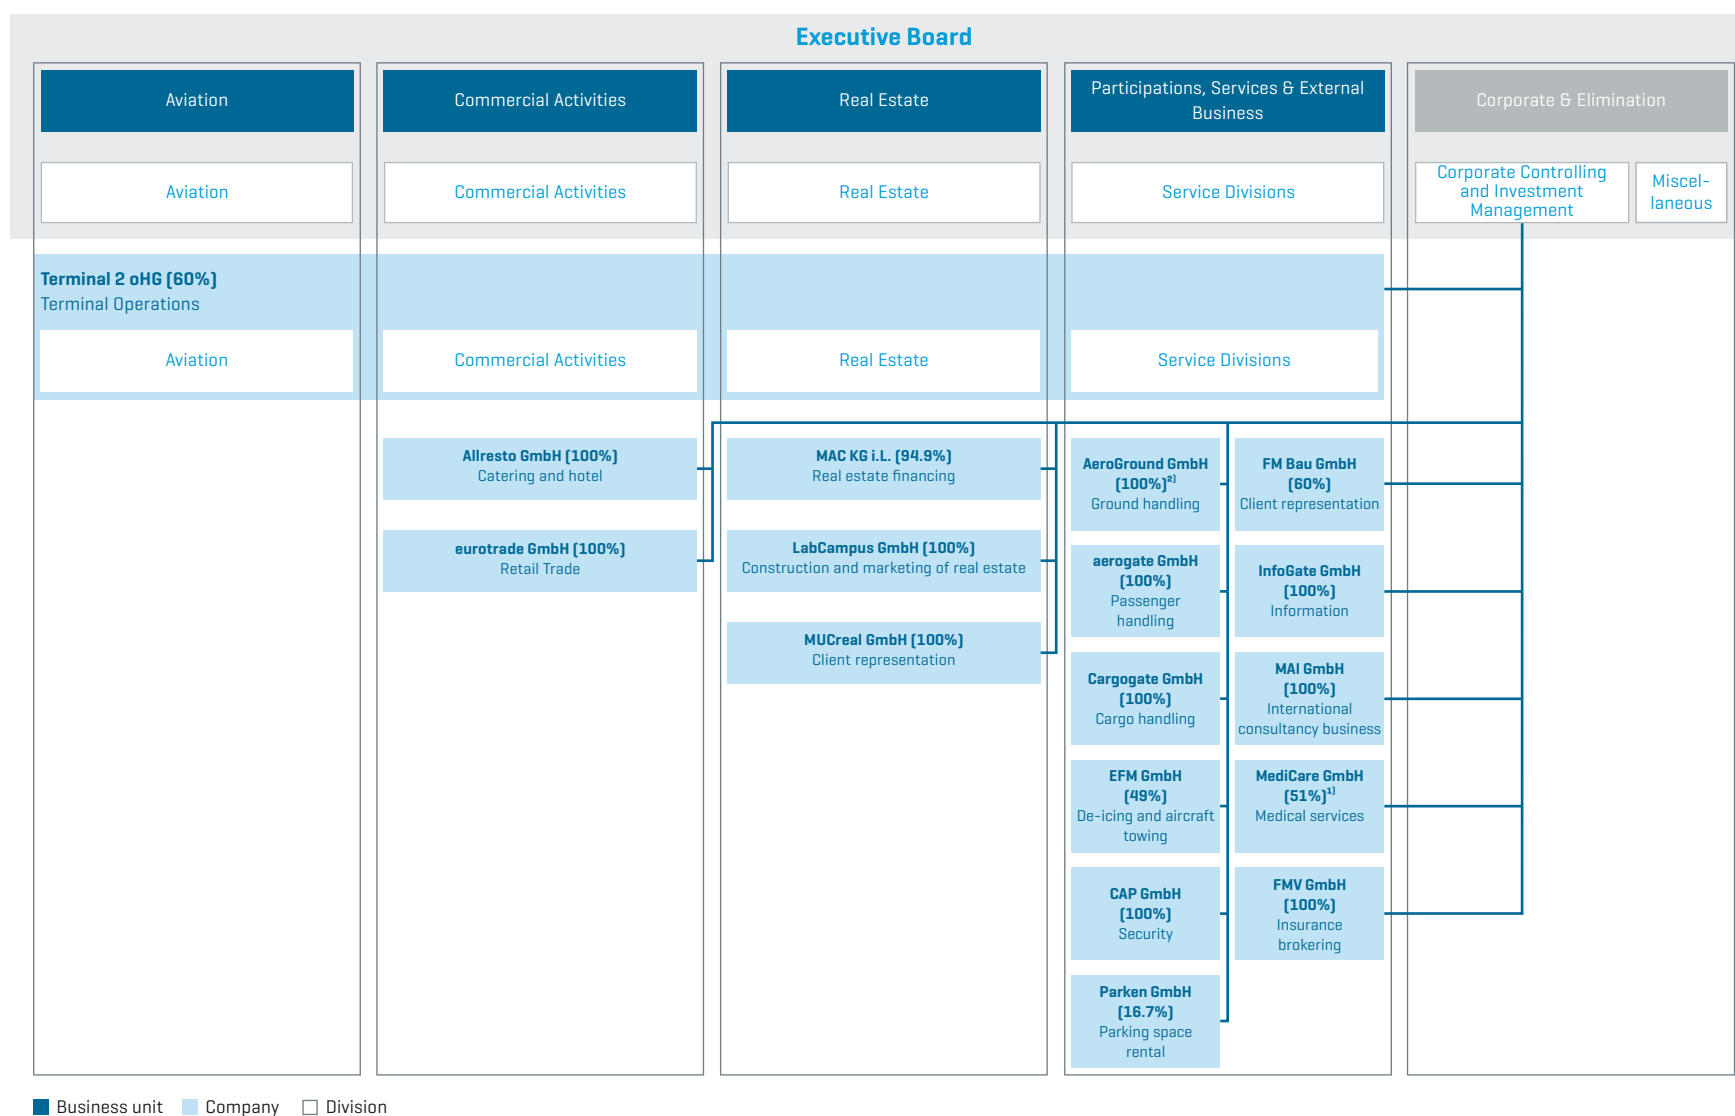 Executive Board
Aviation
Commercial Activities
Real Estate
Participations, Services & External
Business
Corporate & Elimination
Aviation
Commercial Activities
Real Estate
Service Divisions
Corporate Controlling
and Investment
Management
Miscel-
laneous
Terminal 2 oHG (60%)
Terminal Operations
Aviation
Commercial Activities
Real Estate
Service Divisions
Allresto GmbH (100%)
Catering and hotel
eurotrade GmbH (100%)
Retail Trade
MAC KG i.L. (94.9%)
Real estate financing
LabCampus GmbH (100%)
Construction and marketing of real estate
MUCreal GmbH (100%)
Client representation
AeroGround GmbH
(100%)²⁾
Ground handling
aerogate GmbH
(100%)
Passenger
handling
Cargogate GmbH
(100%)
Cargo handling
EFM GmbH
(49%)
De-icing and aircraft
towing
CAP GmbH
(100%)
Security
Parken GmbH
(16.7%)
Parking space
rental
FM Bau GmbH
(60%)
Client representation
InfoGate GmbH
(100%)
Information
MAI GmbH
(100%)
International
consultancy business
MediCare GmbH
(51%)¹⁾
Medical services
FMV GmbH
(100%)
Insurance
brokering
Business unit
Company
Division